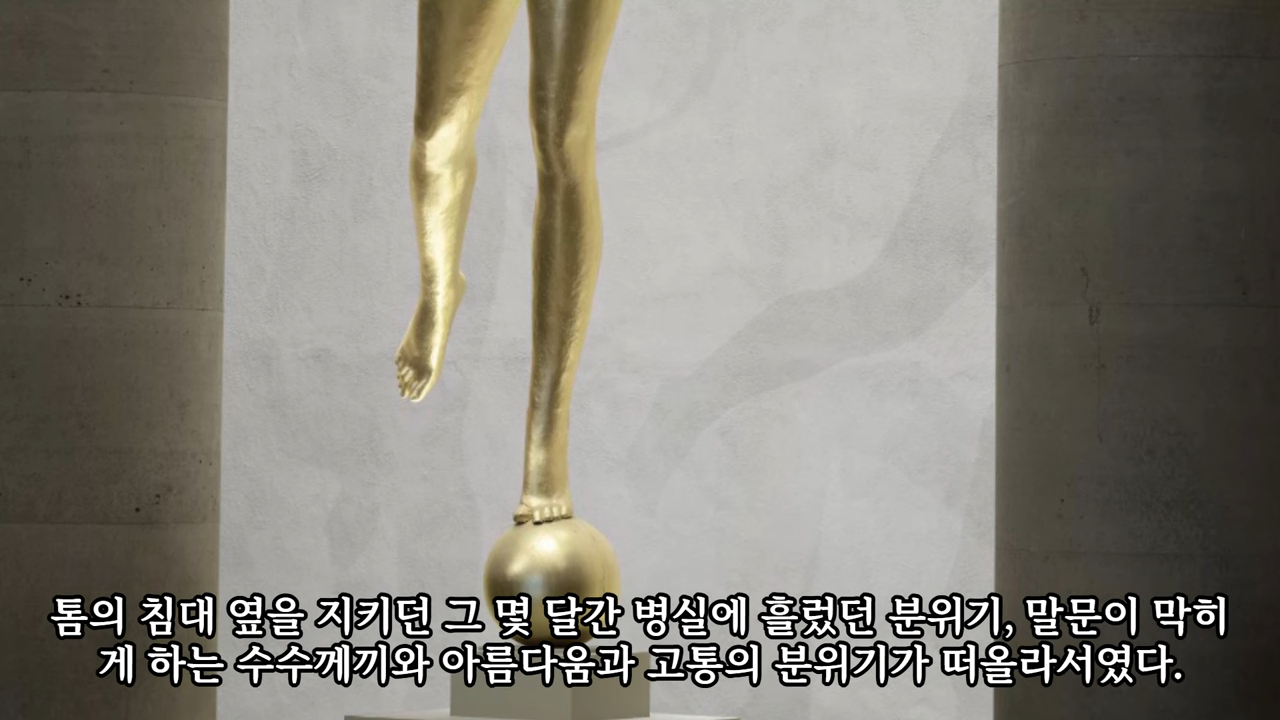 톰의 침대 옆을 지키던 그 몇 달간 병실에 흘렀던 분위기, 말문이 막히
게 하는 수수께끼와 아름다움과 고통의 분위기가 떠올라서였다.